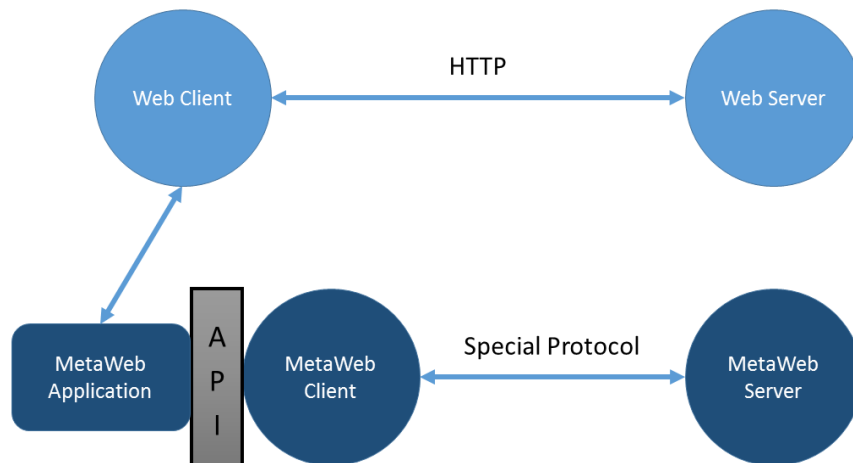 HTTP
Web Client
Web Server
Special Protocol
MetaWeb
Application
A
P
I
MetaWeb
Client
MetaWeb
Server